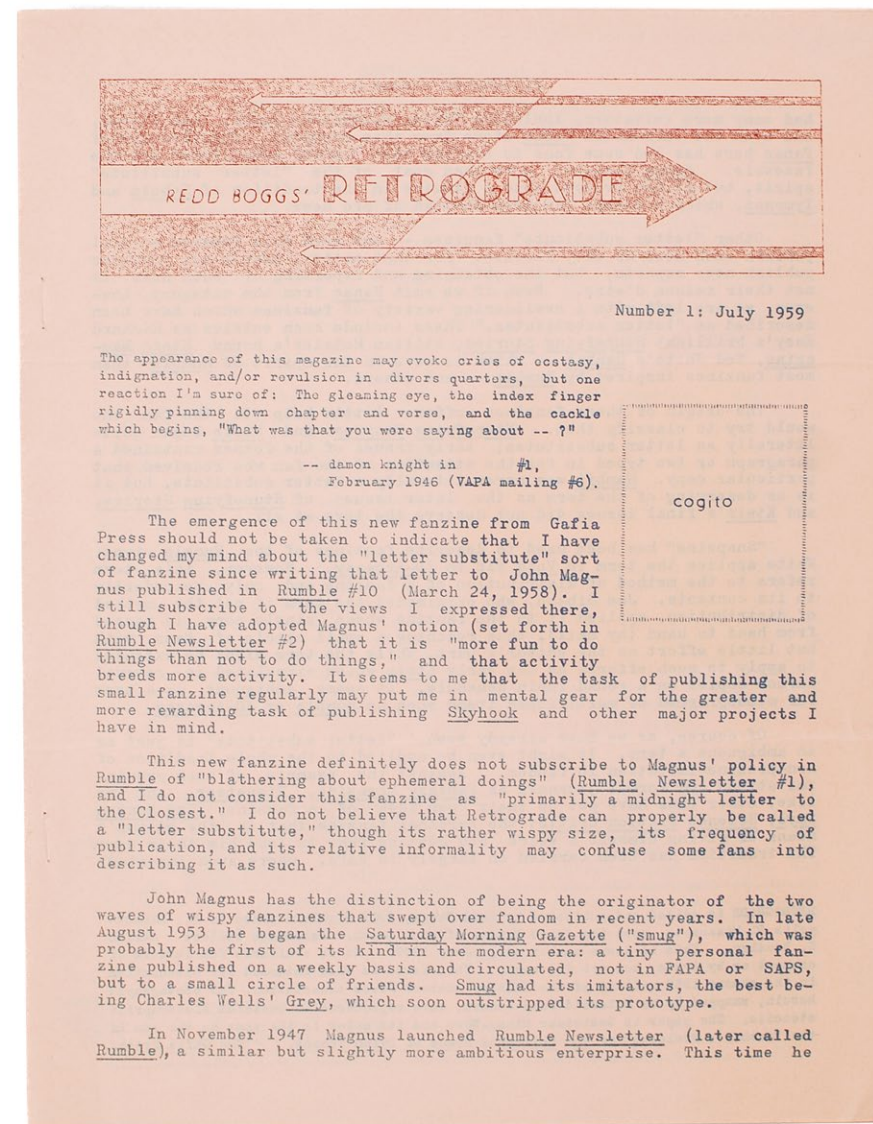 REDD BOGGS' RETROGRADE
Number 1: July 1959
The appearance of this magazine may evoke cries of ecstasy,
indignation, and/or revulsion in divers quarters, but one
reaction I'm sure of: The gleaming eye, the index finger
rigidly pinning down chapter and verse, and the cackle
which begins, "What was that you were saying about -- ?"
-- damon knight in #1,
February 1946 (VAPA mailing #6).
cogito
The emergence of this new fanzine from Gafia
Press should not be taken to indicate that I have
changed my mind about the "letter substitute" sort
of fanzine since writing that letter to John Mag-
nus published in Rumble #10 (March 24, 1958). I
still subscribe to the views I expressed there,
though I have adopted Magnus' notion (set forth in
Rumble Newsletter #2) that it is "more fun to do
things than not to do things," and that activity
breeds more activity. It seems to me that the task of publishing this
small fanzine regularly may put me in mental gear for the greater and
more rewarding task of publishing Skyhook and other major projects I
have in mind.
This new fanzine definitely does not subscribe to Magnus' policy in
Rumble of "blathering about ephemeral doings" (Rumble Newsletter #1),
and I do not consider this fanzine as "primarily a midnight letter to
the Closest." I do not believe that Retrograde can properly be called
a "letter substitute," though its rather wispy size, its frequency of
publication, and its relative informality may confuse some fans into
describing it as such.
John Magnus has the distinction of being the originator of the two
waves of wispy fanzines that swept over fandom in recent years. In late
August 1953 he began the Saturday Morning Gazette ("smug"), which was
probably the first of its kind in the modern era: a tiny personal fan-
zine published on a weekly basis and circulated, not in FAPA or SAPS,
but to a small circle of friends. Smug had its imitators, the best be-
ing Charles Wells' Grey, which soon outstripped its prototype.
In November 1947 Magnus launched Rumble Newsletter (later called
Rumble), a similar but slightly more ambitious enterprise. This time he